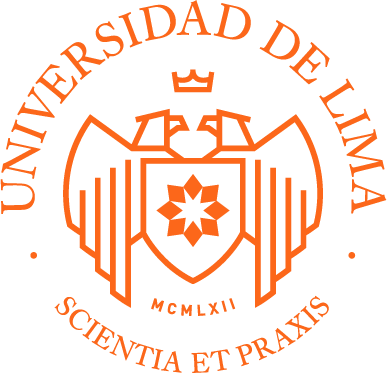 UNIVERSIDAD DE LIMA
MCMLXII
SCIENTIA ET PRAXIS